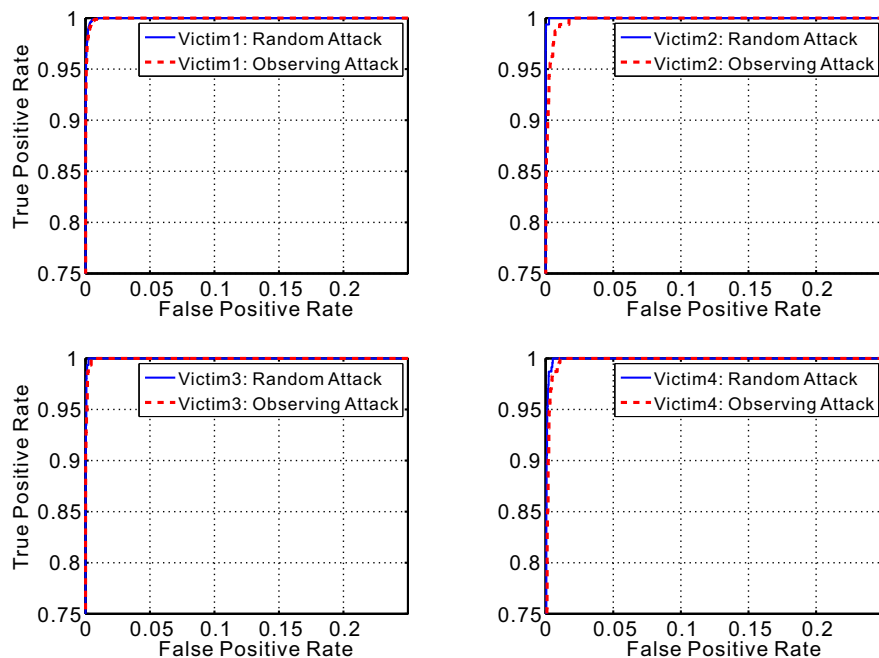 1
0.95
0.9
0.85
0.8
0.75
0 0.05 0.1 0.15 0.2
True Positive Rate
False Positive Rate
Victim1: Random Attack
Victim1: Observing Attack
1
0.95
0.9
0.85
0.8
0.75
0 0.05 0.1 0.15 0.2
False Positive Rate
Victim2: Random Attack
Victim2: Observing Attack
1
0.95
0.9
0.85
0.8
0.75
0 0.05 0.1 0.15 0.2
True Positive Rate
False Positive Rate
Victim3: Random Attack
Victim3: Observing Attack
1
0.95
0.9
0.85
0.8
0.75
0 0.05 0.1 0.15 0.2
False Positive Rate
Victim4: Random Attack
Victim4: Observing Attack